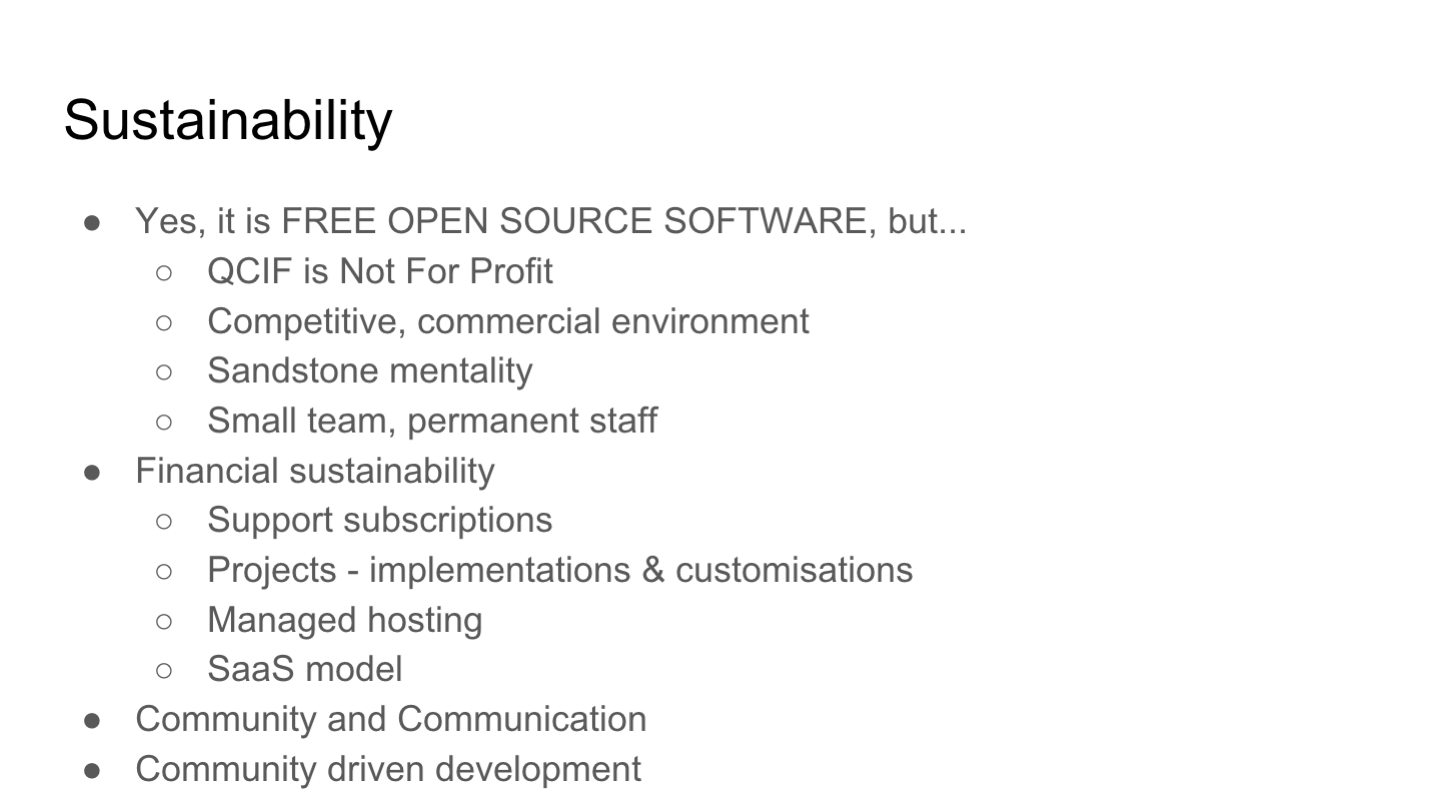 Sustainability
● Yes, it is FREE OPEN SOURCE SOFTWARE, but...
○ QCIF is Not For Profit
○ Competitive, commercial environment
○ Sandstone mentality
○ Small team, permanent staff
● Financial sustainability
○ Support subscriptions
○ Projects - implementations & customisations
○ Managed hosting
○ SaaS model
● Community and Communication
● Community driven development